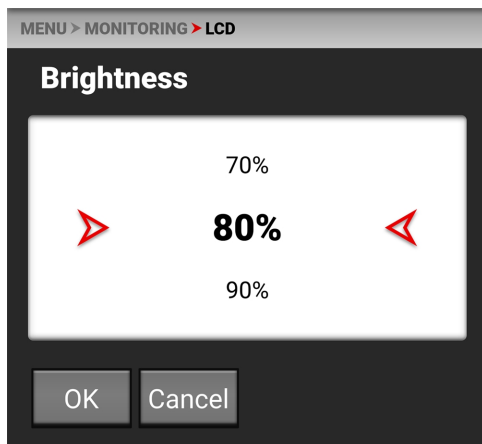 MENU > MONITORING > LCD
Brightness
70%
80%
90%
OK Cancel